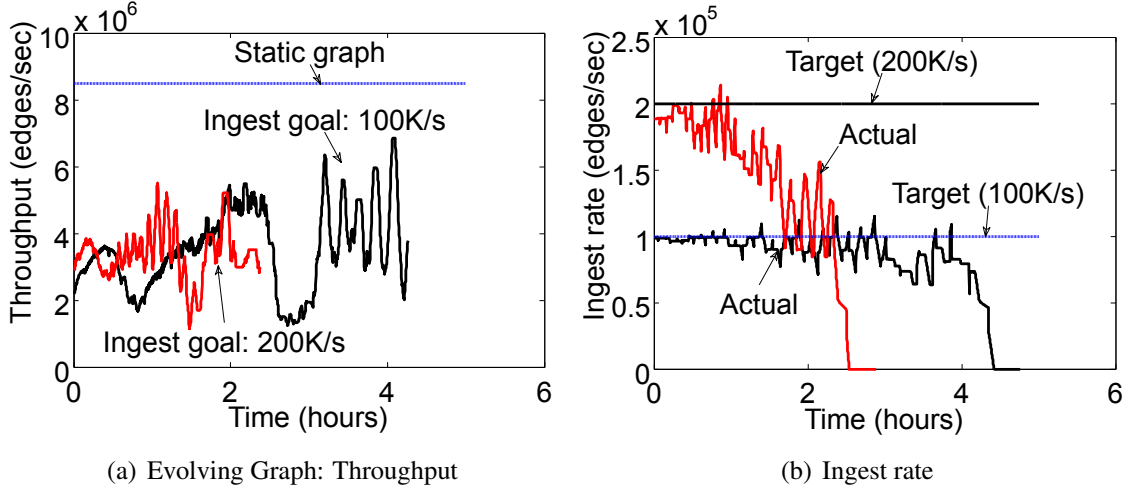 x 10^6
10
8
6
4
2
0
Throughput (edges/sec)
Static graph
Ingest goal: 100K/s
Ingest goal: 200K/s
0
2
4
6
Time (hours)
(a) Evolving Graph: Throughput
x 10^5
2.5
2
1.5
1
0.5
0
Ingest rate (edges/sec)
Target (200K/s)
Actual
Target (100K/s)
Actual
0
2
4
6
Time (hours)
(b) Ingest rate